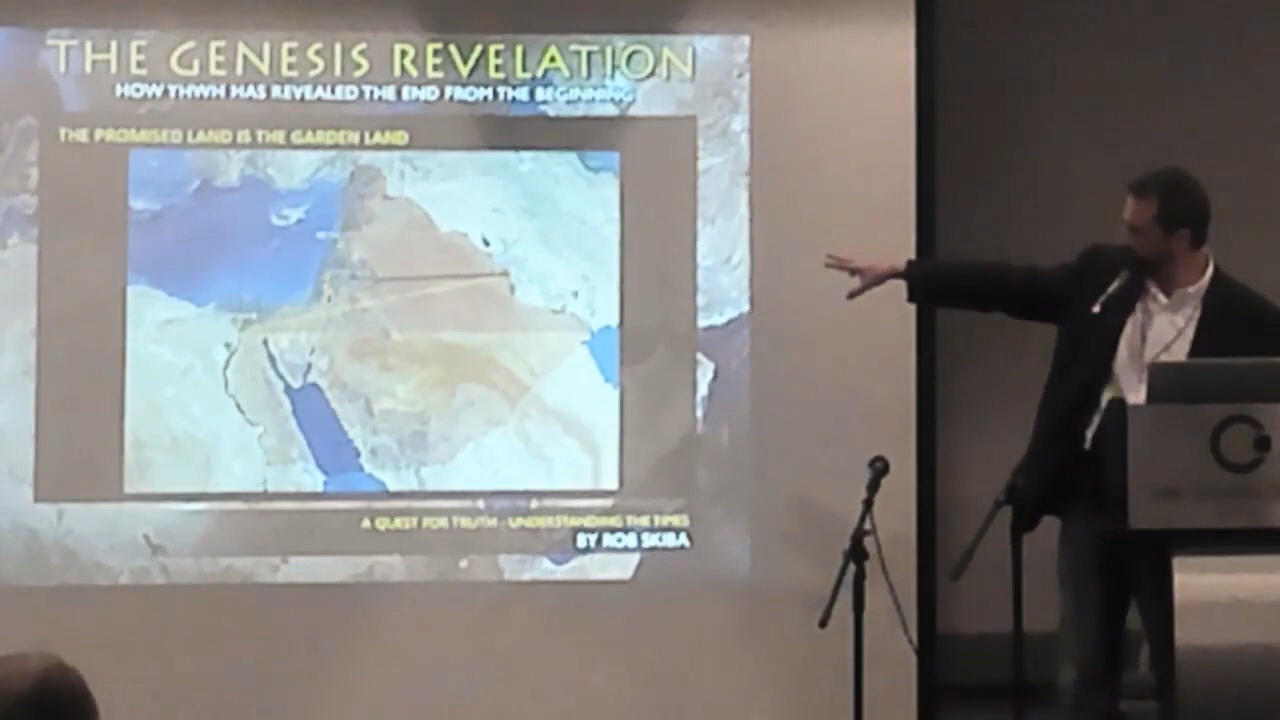 THE GENESIS REVELATION
HOW YHWH HAS REVEALED THE END FROM THE BEGINNING
THE PROMISED LAND IS THE GARDEN LAND
A QUEST FOR TRUTH - UNDERSTANDING THE TIMES
BY ROB SKIBA